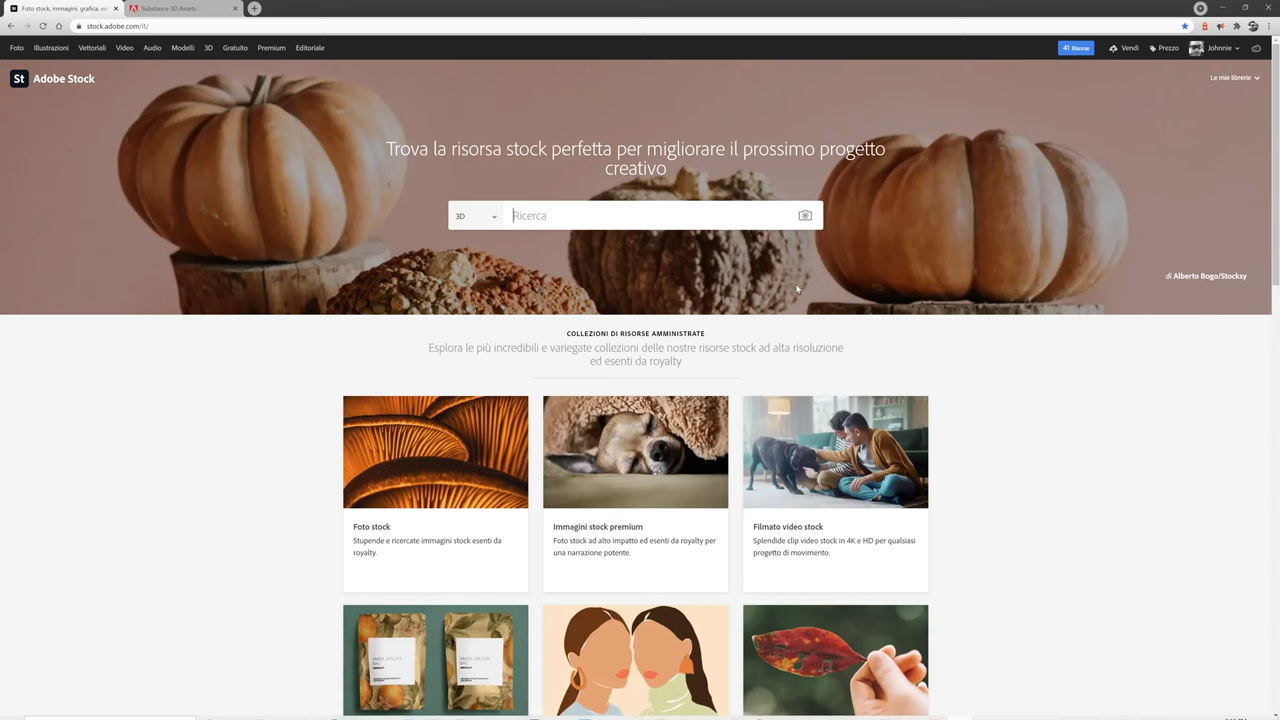 Foto stock, immagini, grafica, vet
Substance 3D Assets
stock.adobe.com/it/
Foto Illustrazioni Vettoriali Video Audio Modelli 3D Gratuito Premium Editoriale
41 Risorse Vendi Prezzo Johnnie
St Adobe Stock
Le mie librerie
Trova la risorsa stock perfetta per migliorare il prossimo progetto
creativo
3D Ricerca
di Alberto Bogo/Stocksy
COLLEZIONI DI RISORSE AMMINISTRATE
Esplora le più incredibili e variegate collezioni delle nostre risorse stock ad alta risoluzione
ed esenti da royalty
Foto stock
Stupende e ricercate immagini stock esenti da
royalty.
Immagini stock premium
Foto stock ad alto impatto ed esenti da royalty per
una narrazione potente.
Filmato video stock
Splendide clip video stock in 4K e HD per qualsiasi
progetto di movimento.